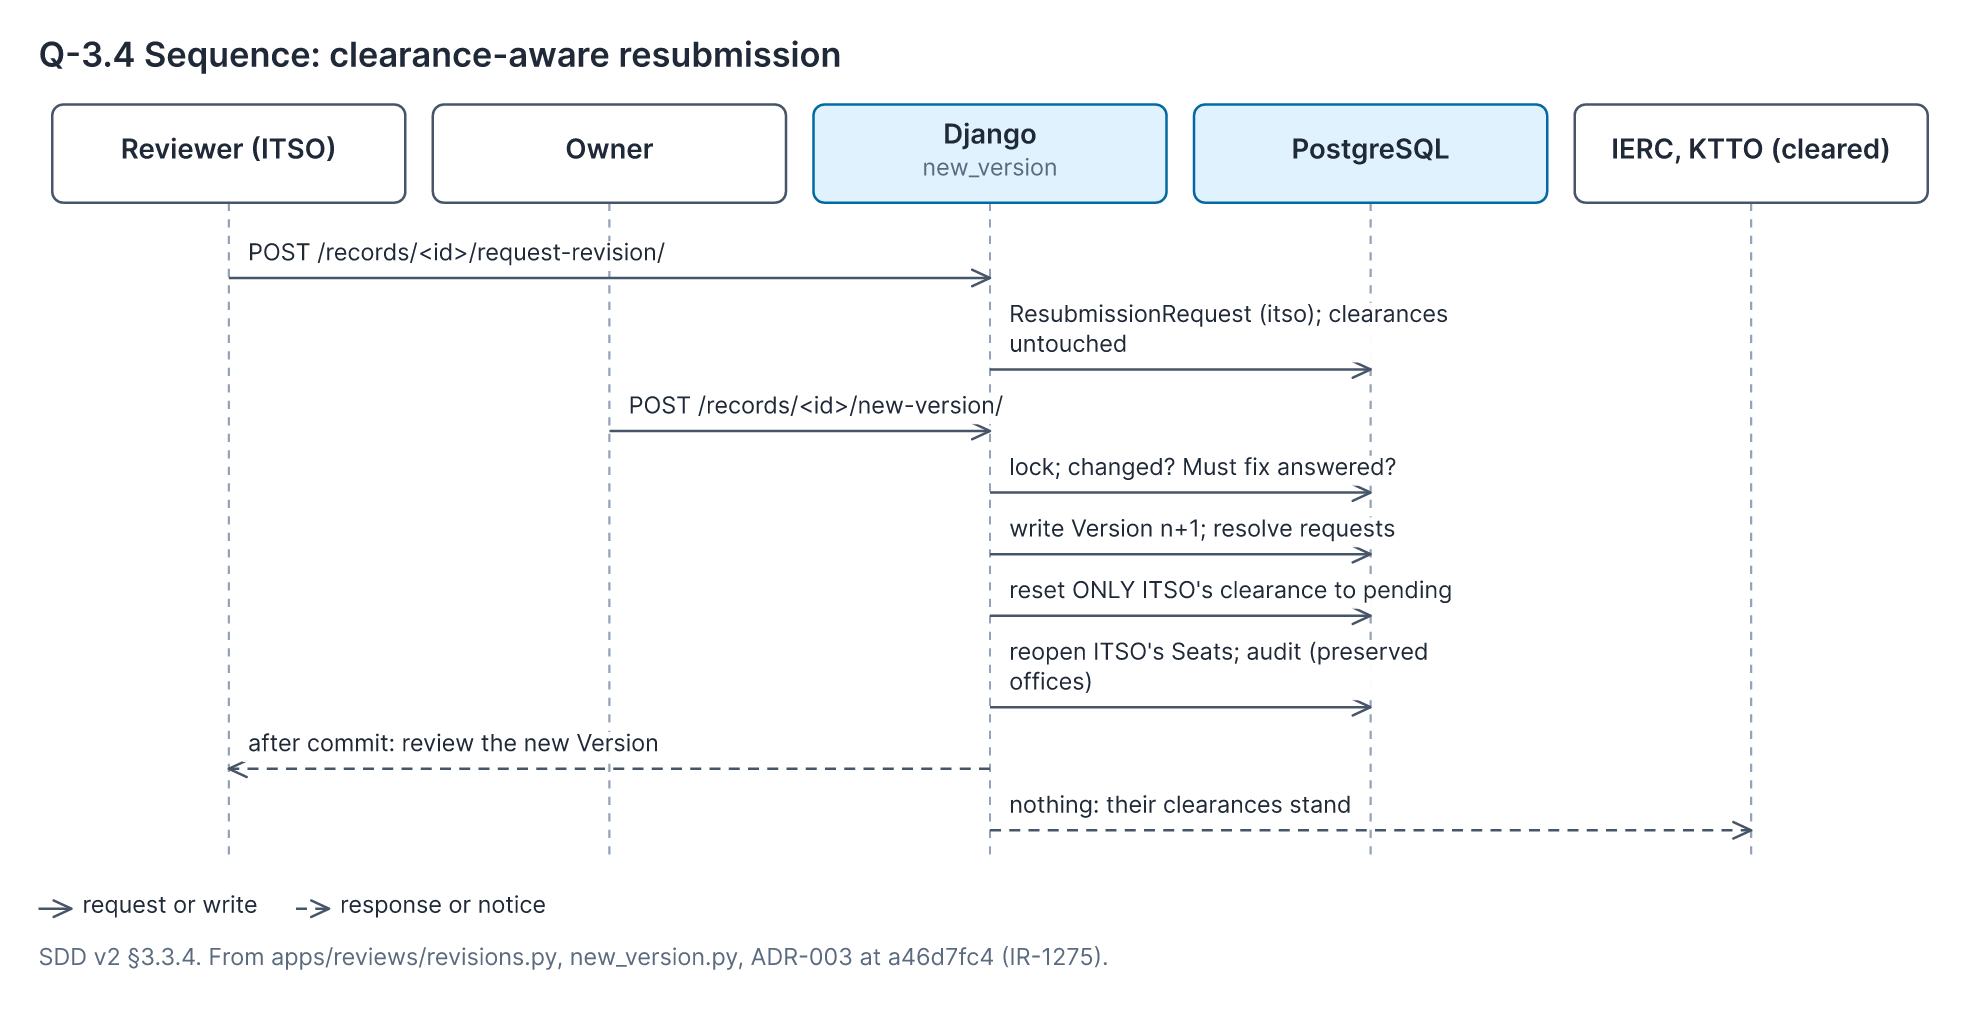 Q-3.4 Sequence: clearance-aware resubmission
Reviewer (ITSO)
Owner
Django
new_version
PostgreSQL
IERC, KTTO (cleared)
POST /records/<id>/request-revision/
ResubmissionRequest (itso); clearances
untouched
POST /records/<id>/new-version/
lock; changed? Must fix answered?
write Version n+1; resolve requests
reset ONLY ITSO's clearance to pending
reopen ITSO's Seats; audit (preserved
offices)
after commit: review the new Version
nothing: their clearances stand
request or write
response or notice
SDD v2 §3.3.4. From apps/reviews/revisions.py, new_version.py, ADR-003 at a46d7fc4 (IR-1275).